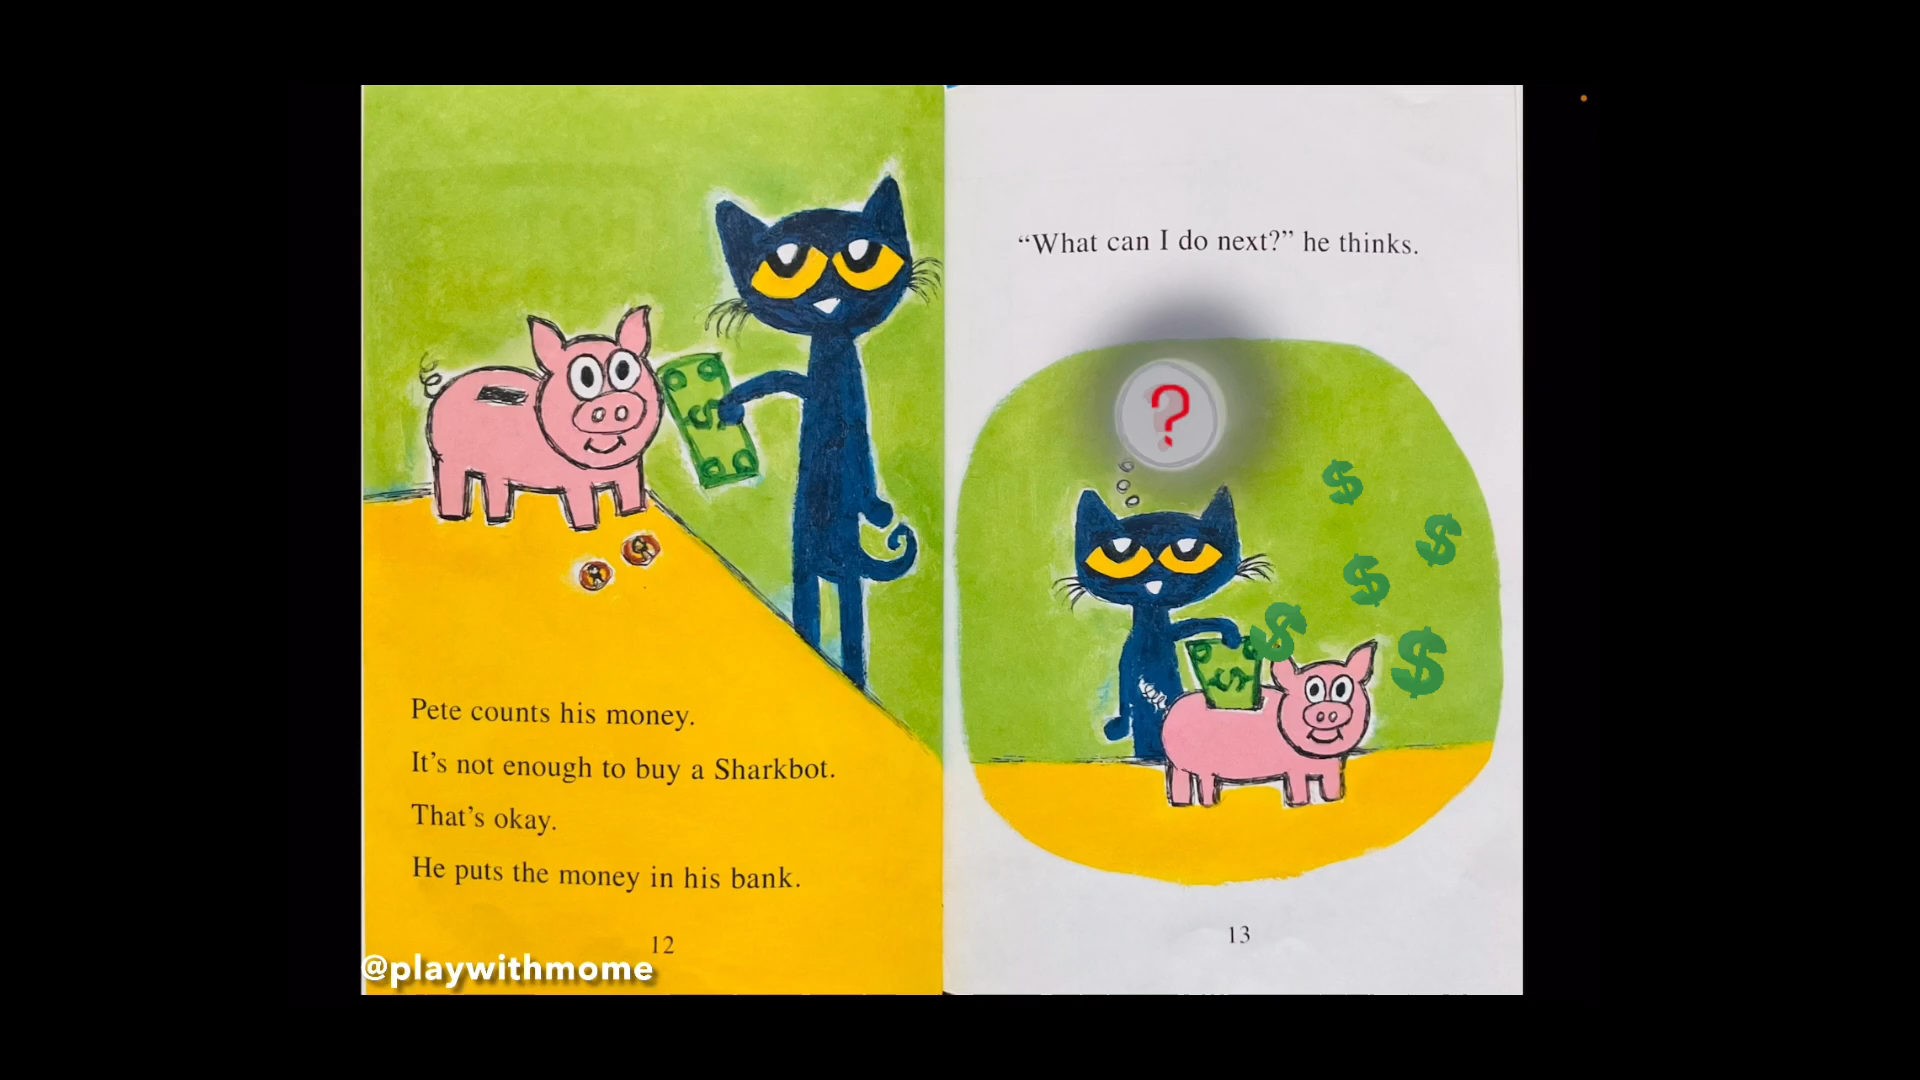 Pete counts his money.
It's not enough to buy a Sharkbot.
That's okay.
He puts the money in his bank.
12
@playwithmome
“What can I do next?” he thinks.
?
$
$
$
$
$
$
$
13